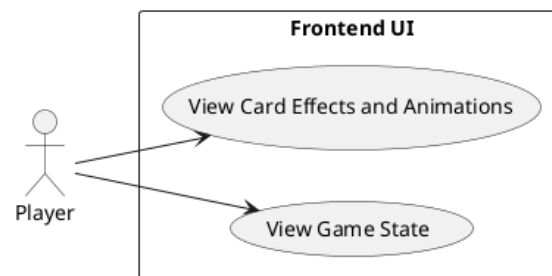 Frontend UI
View Card Effects and Animations
Player
View Game State